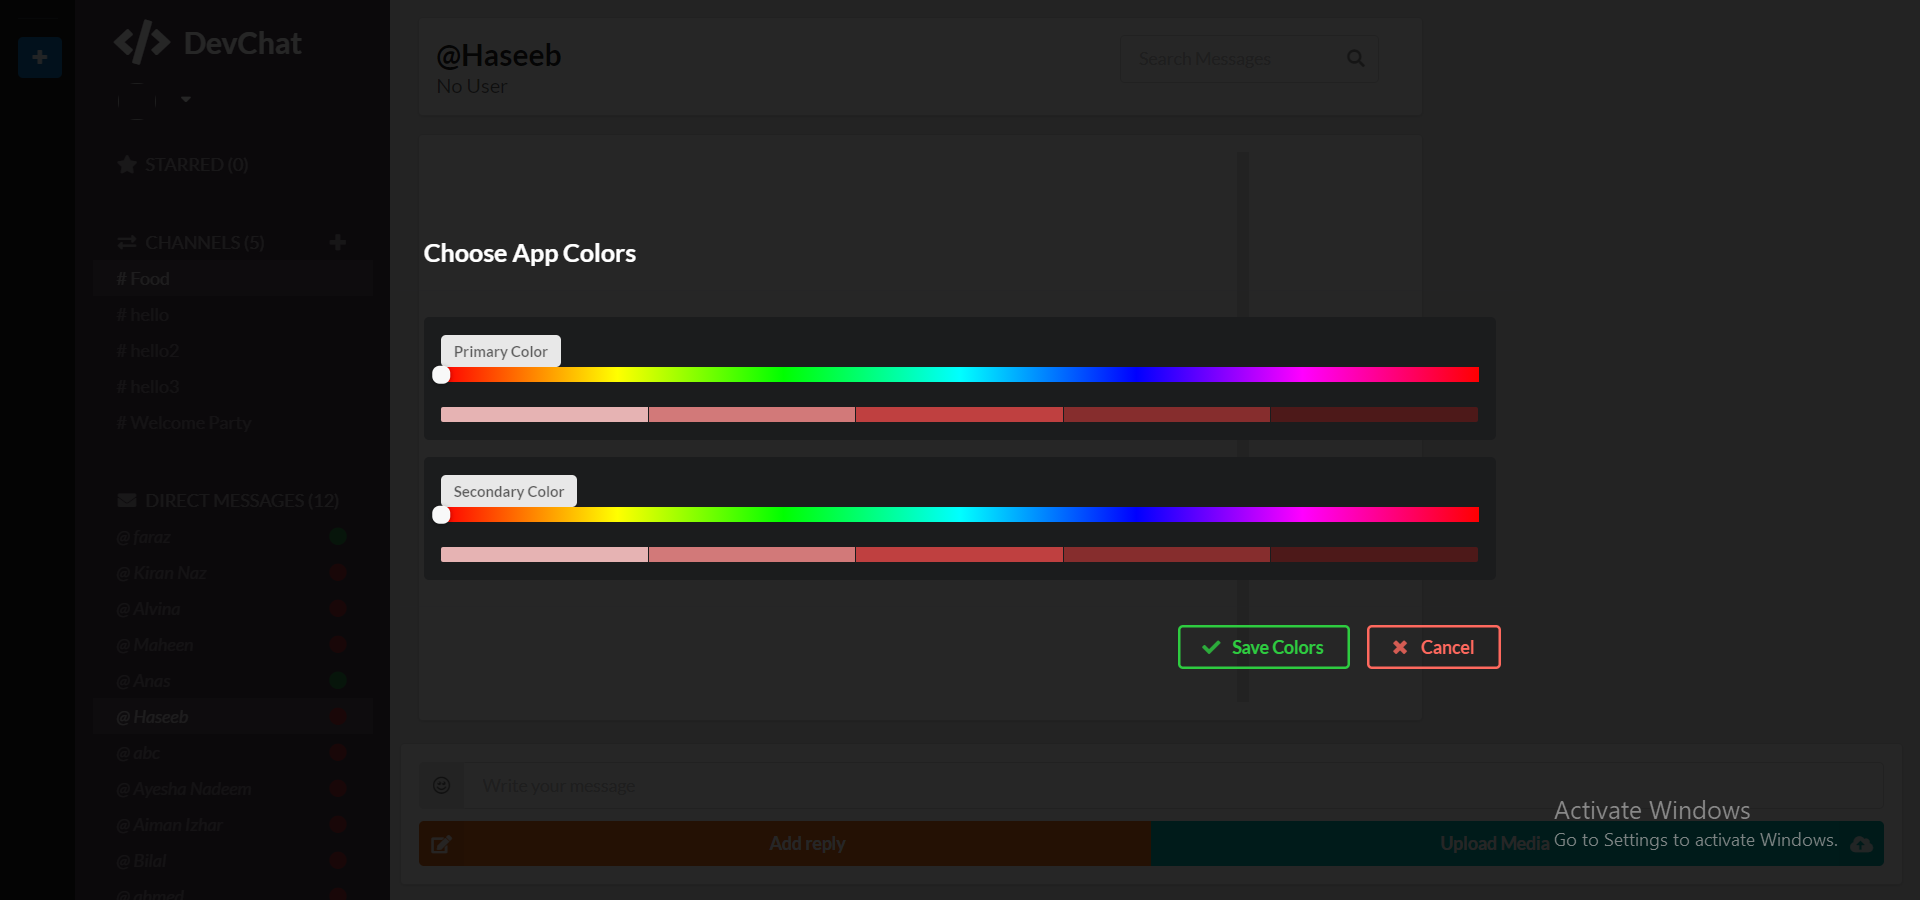 DevChat
STARRED (0)
CHANNELS (5)
# Food
# hello
# hello2
# hello3
# Welcome Party
DIRECT MESSAGES (12)
@ faraz
@ Kiran Naz
@ Alvina
@ Maheen
@ Anas
@ Haseeb
@ abc
@ Ayesha Nadeem
@ Aiman Izhar
@ Bilal
@ ahmed
@Haseeb
No User
Search Messages
Choose App Colors
Primary Color
Secondary Color
Save Colors
Cancel
Write your message
Add reply
Upload Media
Activate Windows
Go to Settings to activate Windows.